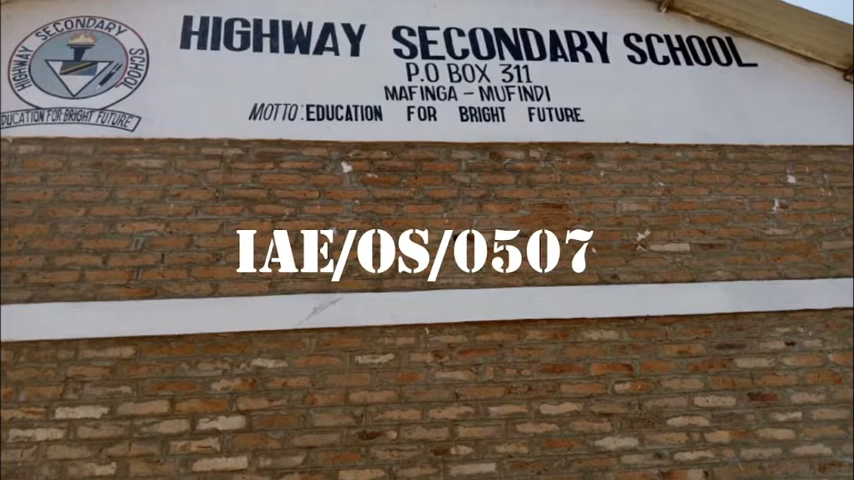 HIGHWAY SECONDARY SCHOOL
EDUCATION FOR BRIGHT FUTURE
HIGHWAY SECONDARY SCHOOL.
P.O BOX 311
MAFINGA - MUFINDI
MOTTO: EDUCATION FOR BRIGHT FUTURE.
IAE/OS/0507